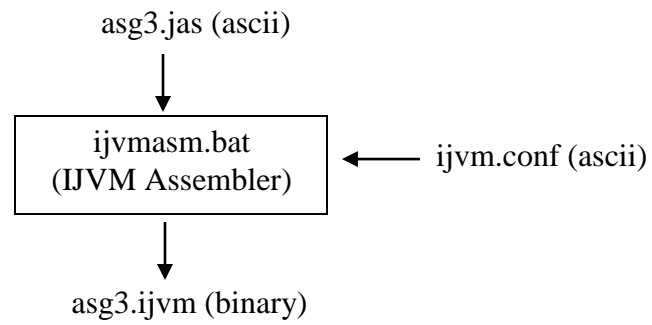 asg3.jas (ascii)
ijvmasm.bat
(IJVM Assembler)
ijvm.conf (ascii)
asg3.ijvm (binary)